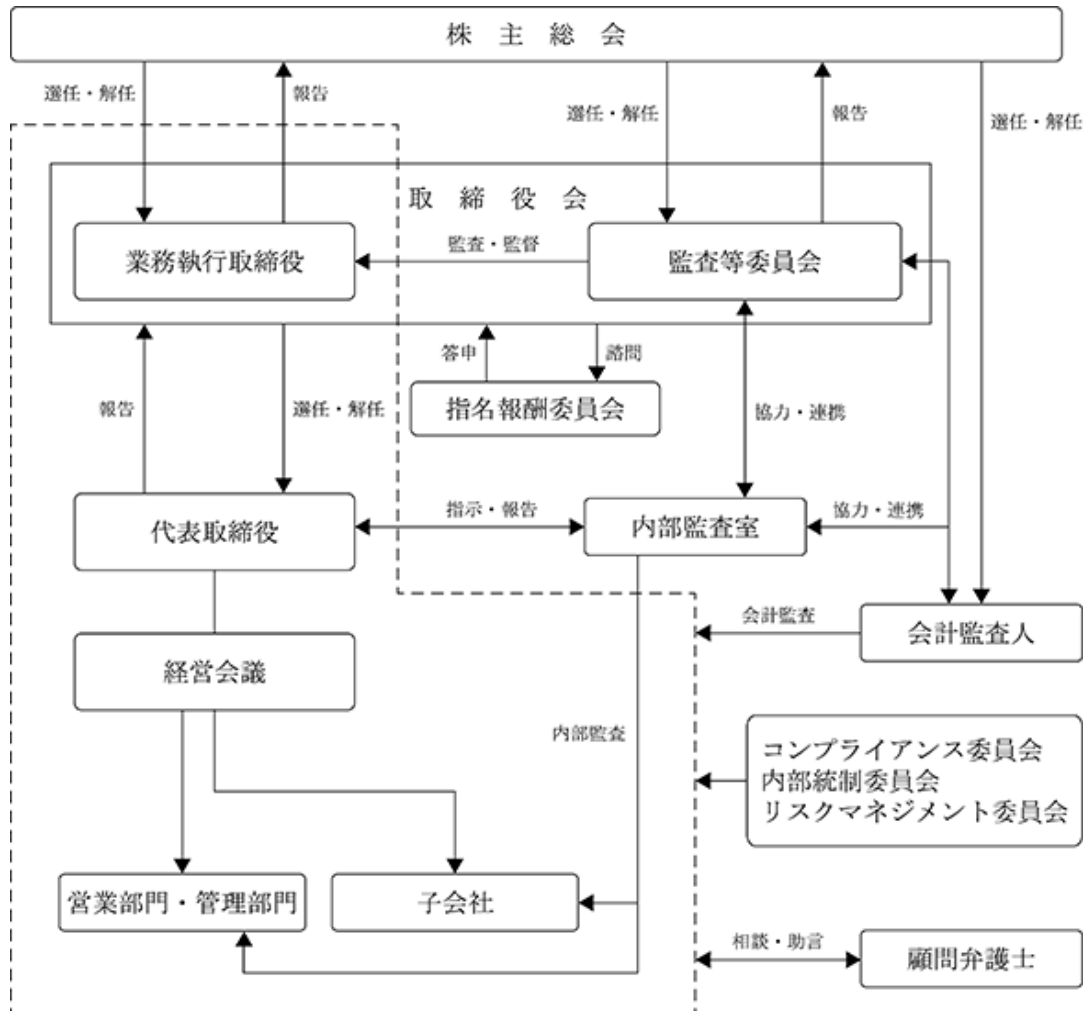 株主総会
選任・解任
報告
選任・解任
報告
選任・解任
取締役会
業務執行取締役
監査・監督
監査等委員会
答申
諮問
報告
選任・解任
指名報酬委員会
協力・連携
代表取締役
指示・報告
内部監査室
協力・連携
会計監査
会計監査人
経営会議
内部監査
コンプライアンス委員会
内部統制委員会
リスクマネジメント委員会
営業部門・管理部門
子会社
相談・助言
顧問弁護士